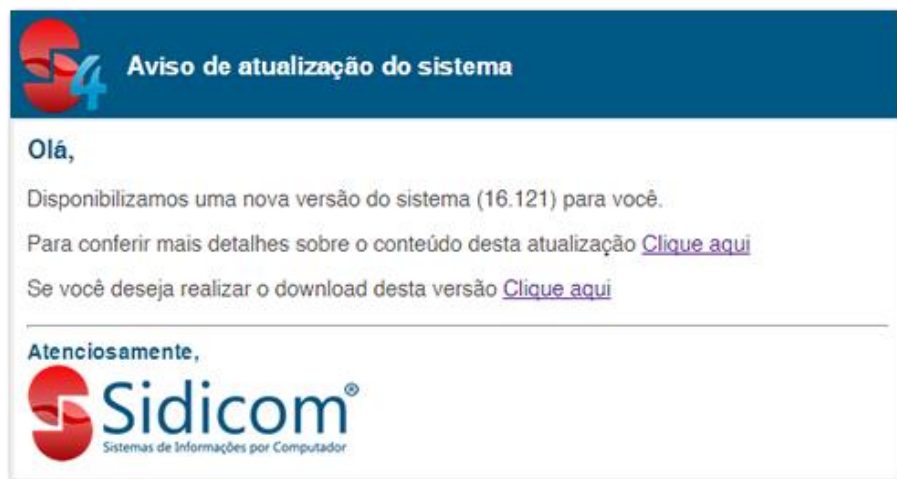 S4
Aviso de atualização do sistema
Olá,
Disponibilizamos uma nova versão do sistema (16.121) para você.
Para conferir mais detalhes sobre o conteúdo desta atualização Clique aqui
Se você deseja realizar o download desta versão Clique aqui
Atenciosamente,
Sidicom®
Sistemas de Informações por Computador